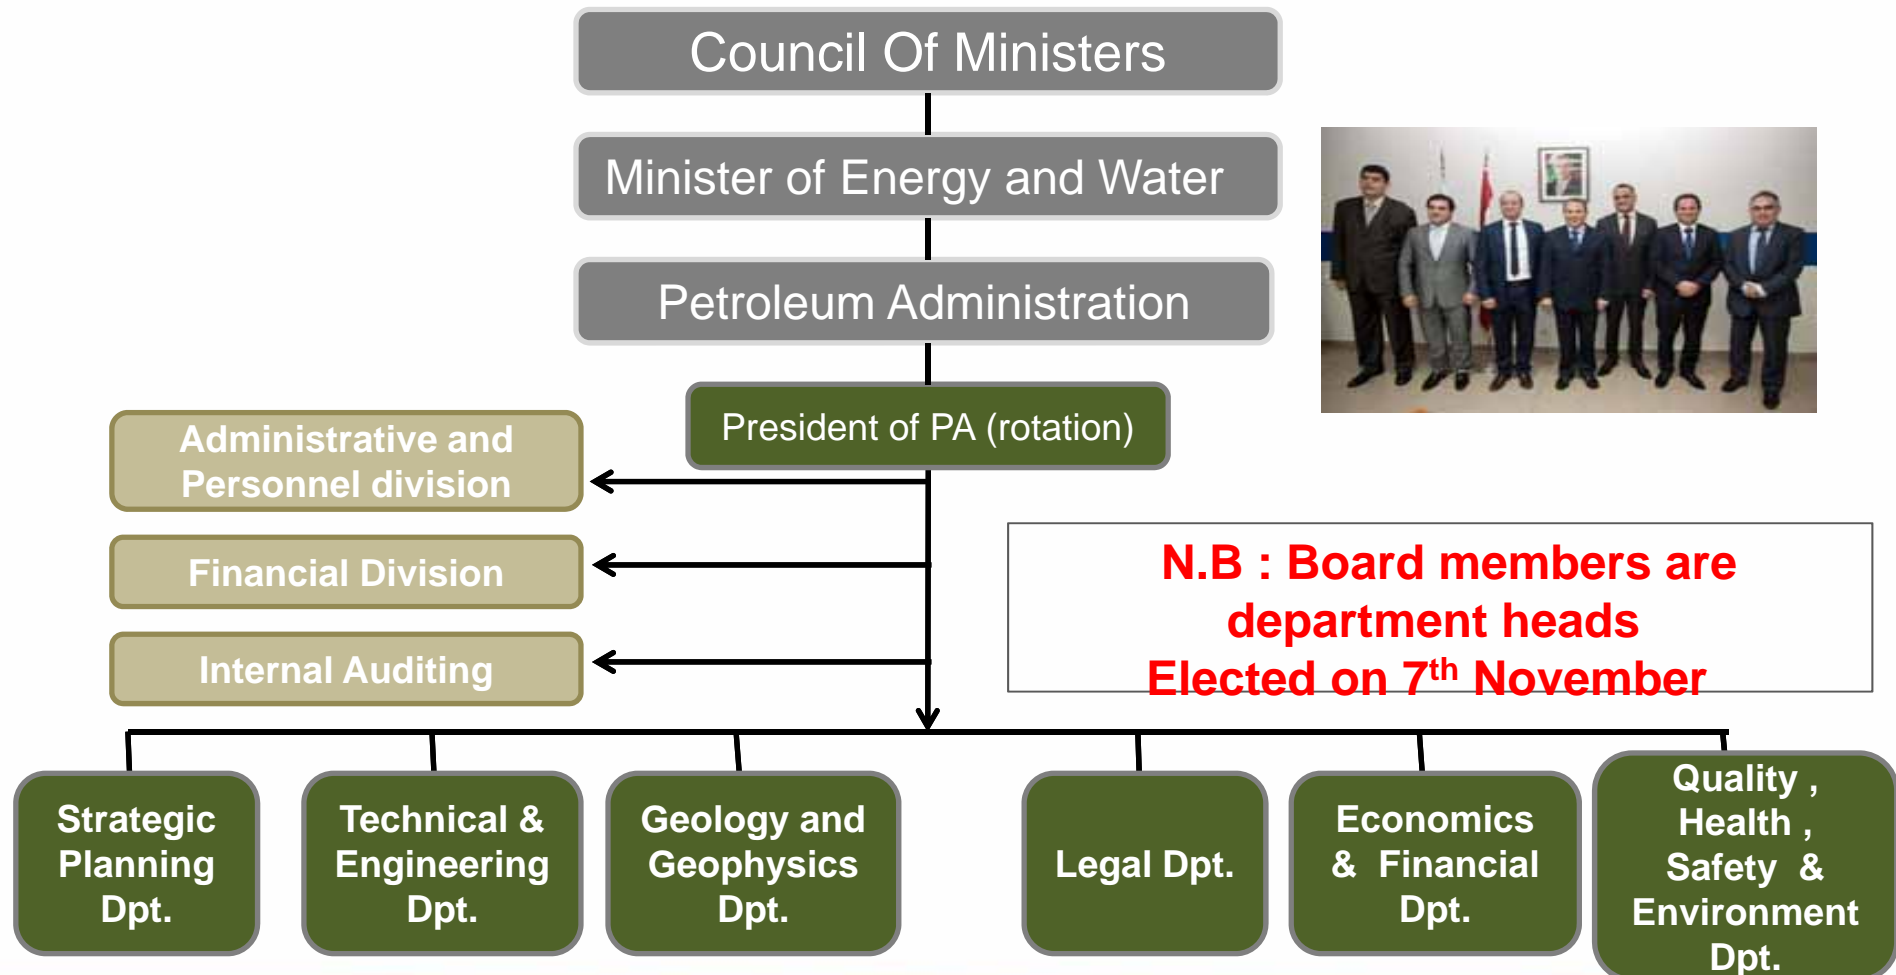 Council Of Ministers
Minister of Energy and Water
Petroleum Administration
President of PA (rotation)
Administrative and
Personnel division
Financial Division
Internal Auditing
N.B : Board members are
department heads
Elected on 7th November
Strategic
Planning
Dpt.
Technical &
Engineering
Dpt.
Geology and
Geophysics
Dpt.
Legal Dpt.
Economics
& Financial
Dpt.
Quality ,
Health ,
Safety &
Environment
Dpt.